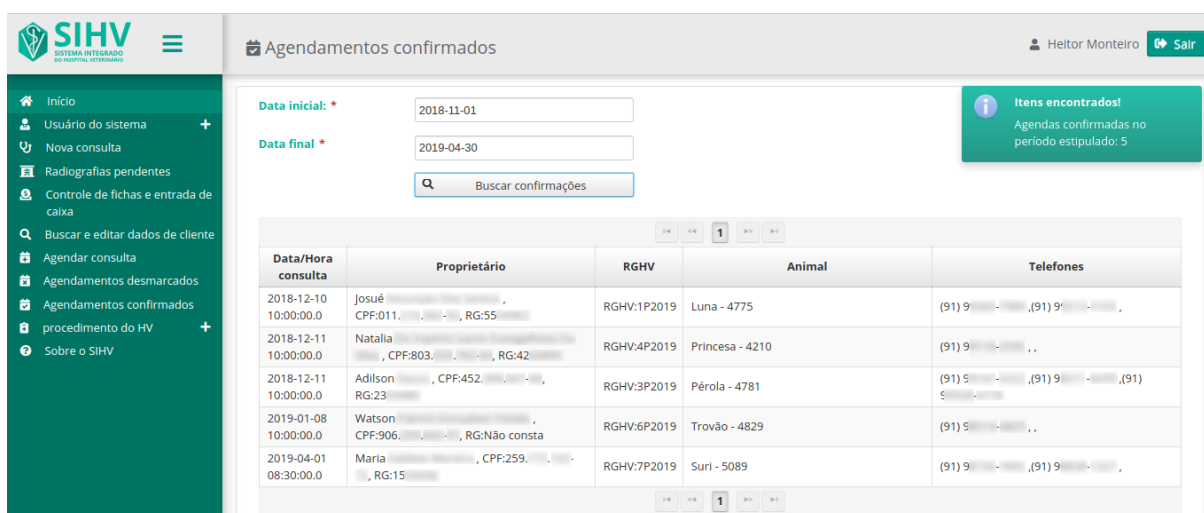 SIHV
SISTEMA INTEGRADO
DO HOSPITAL VETERINÁRIO
Agendamentos confirmados
Heitor Monteiro
Sair
Início
Usuário do sistema +
Nova consulta
Radiografias pendentes
Controle de fichas e entrada de
caixa
Buscar e editar dados de cliente
Agendar consulta
Agendamentos desmarcados
Agendamentos confirmados
procedimento do HV +
Sobre o SIHV
Data inicial: * 2018-11-01
Data final * 2019-04-30
Buscar confirmações
Itens encontrados!
Agendas confirmadas no
período estipulado: 5
1
Data/Hora
consulta
Proprietário
RGHV
Animal
Telefones
2018-12-10
10:00:00.0
Josué ,
CPF:011. . - , RG:55
RGHV:1P2019
Luna - 4775
(91) 9 - ,(91) 9 - ,
2018-12-11
10:00:00.0
Natalia
, CPF:803. . - , RG:42
RGHV:4P2019
Princesa - 4210
(91) 9 - , ,
2018-12-11
10:00:00.0
Adilson , CPF:452. . - ,
RG:23
RGHV:3P2019
Pérola - 4781
(91) 9 - ,(91) 9 - ,(91)
9 -
2019-01-08
10:00:00.0
Watson ,
CPF:906. . - , RG:Não consta
RGHV:6P2019
Trovão - 4829
(91) 9 - , ,
2019-04-01
08:30:00.0
Maria , CPF:259. . -
, RG:15
RGHV:7P2019
Suri - 5089
(91) 9 - ,(91) 9 - ,
1